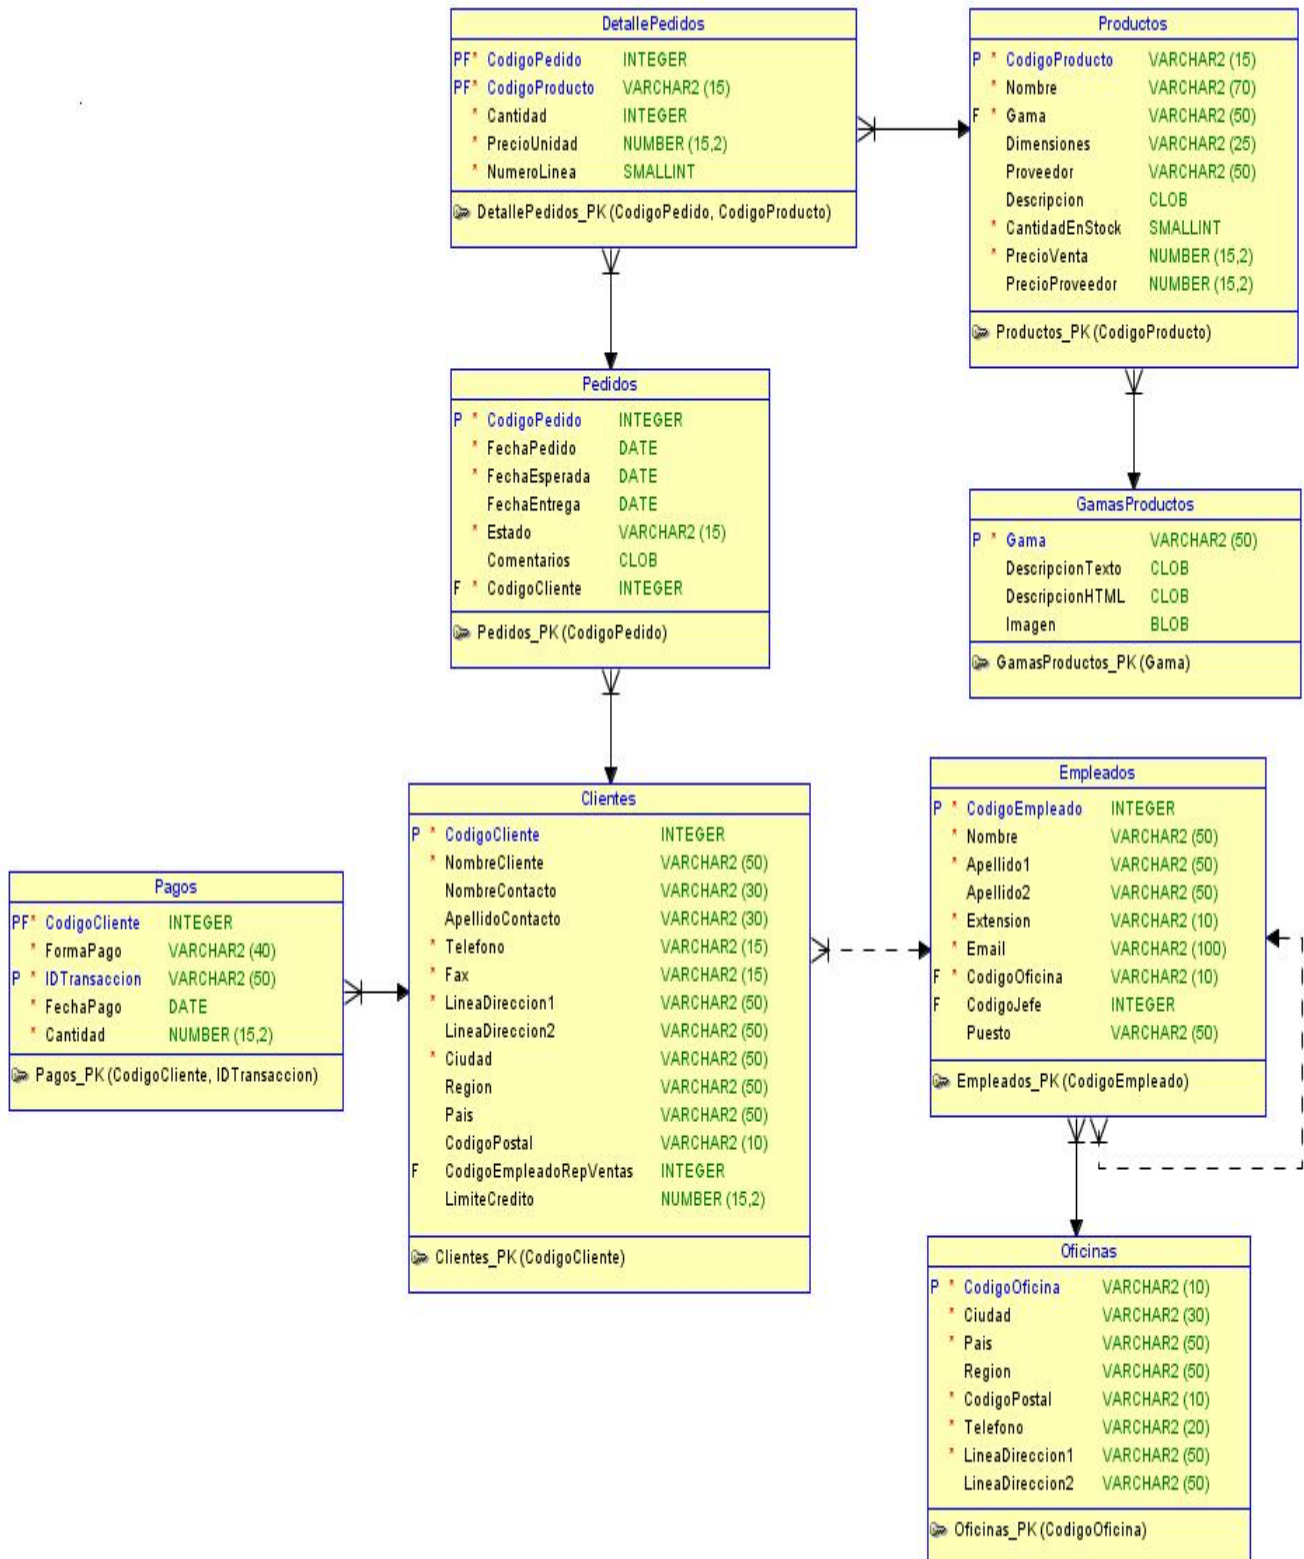 DetallePedidos
PF* CodigoPedido INTEGER
PF* CodigoProducto VARCHAR2 (15)
* Cantidad INTEGER
* PrecioUnidad NUMBER (15,2)
* NumeroLinea SMALLINT
DetallePedidos_PK (CodigoPedido, CodigoProducto)
Productos
P * CodigoProducto VARCHAR2 (15)
* Nombre VARCHAR2 (70)
F * Gama VARCHAR2 (50)
Dimensiones VARCHAR2 (25)
Proveedor VARCHAR2 (50)
Descripcion CLOB
* CantidadEnStock SMALLINT
* PrecioVenta NUMBER (15,2)
PrecioProveedor NUMBER (15,2)
Productos_PK (CodigoProducto)
Pedidos
P * CodigoPedido INTEGER
* FechaPedido DATE
* FechaEsperada DATE
FechaEntrega DATE
* Estado VARCHAR2 (15)
Comentarios CLOB
F * CodigoCliente INTEGER
Pedidos_PK (CodigoPedido)
GamasProductos
P * Gama VARCHAR2 (50)
DescripcionTexto CLOB
DescripcionHTML CLOB
Imagen BLOB
GamasProductos_PK (Gama)
Pagos
PF* CodigoCliente INTEGER
* FormaPago VARCHAR2 (40)
P * IDTransaccion VARCHAR2 (50)
* FechaPago DATE
* Cantidad NUMBER (15,2)
Pagos_PK (CodigoCliente, IDTransaccion)
Clientes
P * CodigoCliente INTEGER
* NombreCliente VARCHAR2 (50)
NombreContacto VARCHAR2 (30)
ApellidoContacto VARCHAR2 (30)
* Telefono VARCHAR2 (15)
* Fax VARCHAR2 (15)
* LineaDireccion1 VARCHAR2 (50)
LineaDireccion2 VARCHAR2 (50)
* Ciudad VARCHAR2 (50)
Region VARCHAR2 (50)
Pais VARCHAR2 (50)
CodigoPostal VARCHAR2 (10)
F CodigoEmpleadoRepVentas INTEGER
LimiteCredito NUMBER (15,2)
Clientes_PK (CodigoCliente)
Empleados
P * CodigoEmpleado INTEGER
* Nombre VARCHAR2 (50)
* Apellido1 VARCHAR2 (50)
Apellido2 VARCHAR2 (50)
* Extension VARCHAR2 (10)
* Email VARCHAR2 (100)
F * CodigoOficina VARCHAR2 (10)
F CodigoJefe INTEGER
Puesto VARCHAR2 (50)
Empleados_PK (CodigoEmpleado)
Oficinas
P * CodigoOficina VARCHAR2 (10)
* Ciudad VARCHAR2 (30)
* Pais VARCHAR2 (50)
Region VARCHAR2 (50)
* CodigoPostal VARCHAR2 (10)
* Telefono VARCHAR2 (20)
* LineaDireccion1 VARCHAR2 (50)
LineaDireccion2 VARCHAR2 (50)
Oficinas_PK (CodigoOficina)